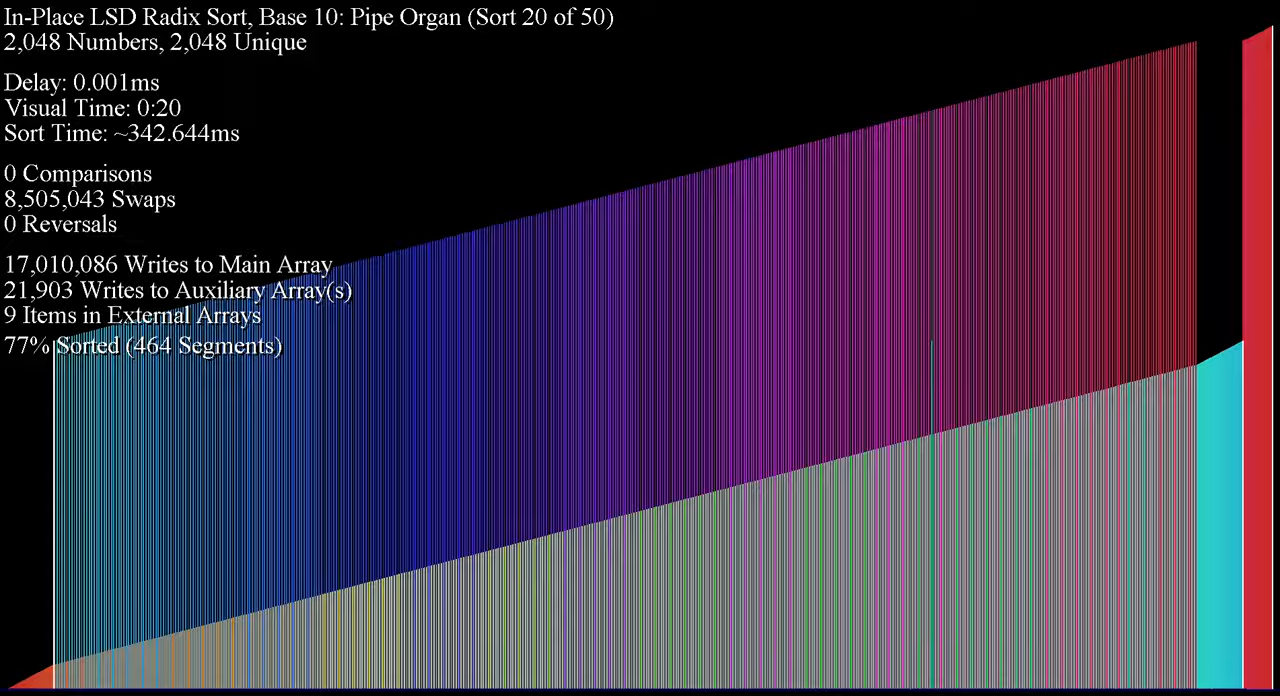 In-Place LSD Radix Sort, Base 10: Pipe Organ (Sort 20 of 50)
2,048 Numbers, 2,048 Unique
Delay: 0.001ms
Visual Time: 0:20
Sort Time: ~342.644ms
0 Comparisons
8,505,043 Swaps
0 Reversals
17,010,086 Writes to Main Array
21,903 Writes to Auxiliary Array(s)
9 Items in External Arrays
77% Sorted (464 Segments)